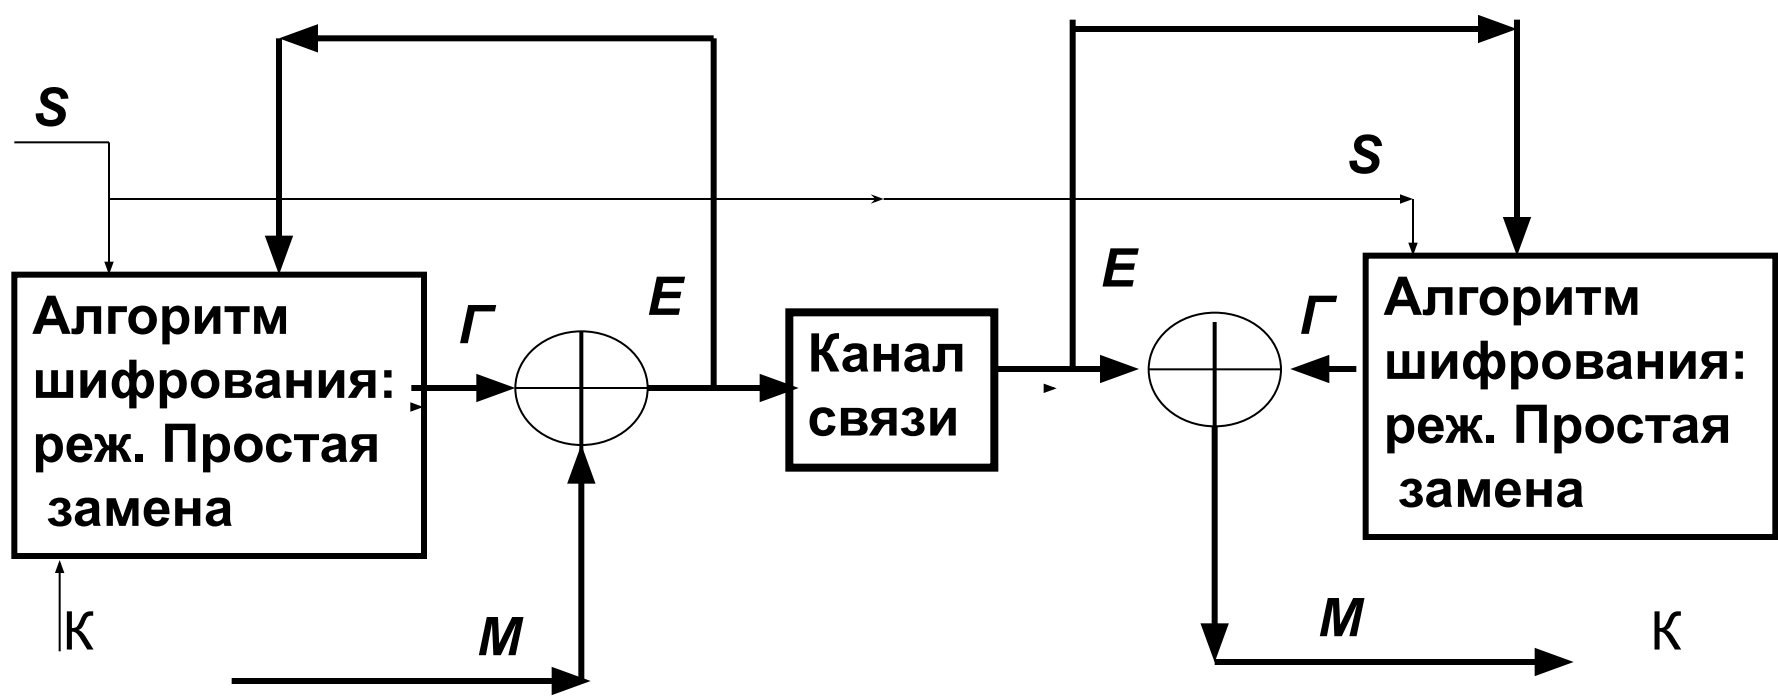 S
S
E
E
Г
Г
Алгоритм
шифрования:
реж. Простая
замена
Канал
связи
Алгоритм
шифрования:
реж. Простая
замена
К
М
М
К